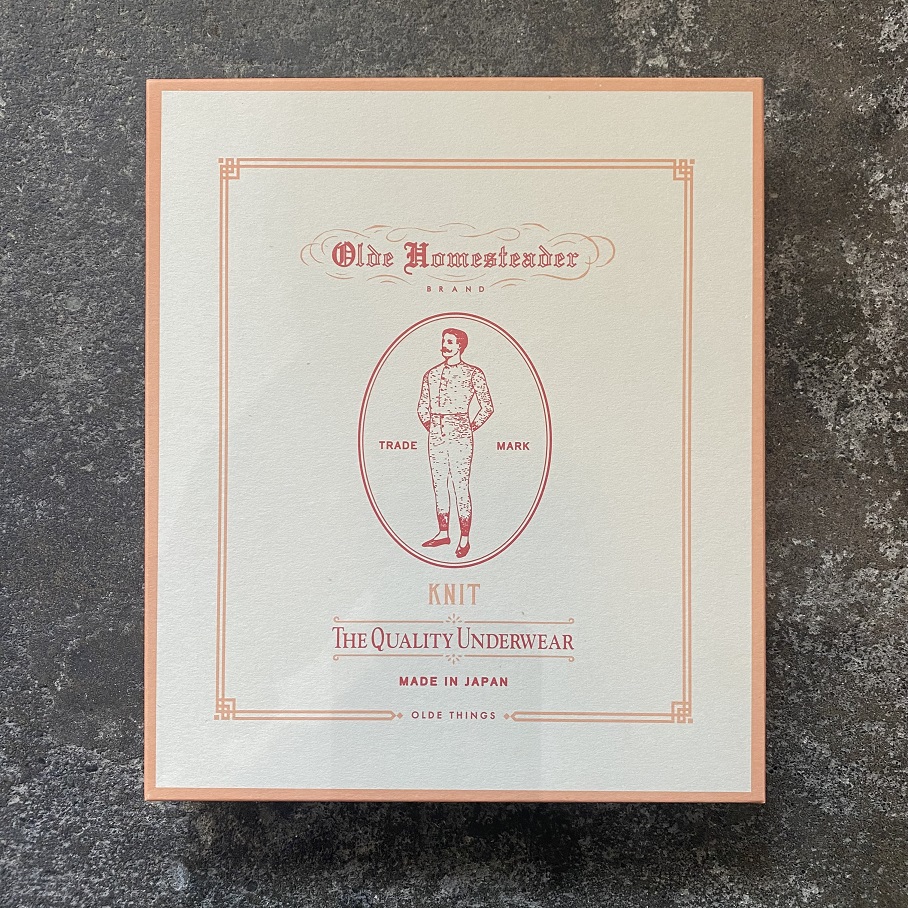 Olde Homesteader
BRAND
TRADE MARK
KNIT
THE QUALITY UNDERWEAR
MADE IN JAPAN
OLDE THINGS